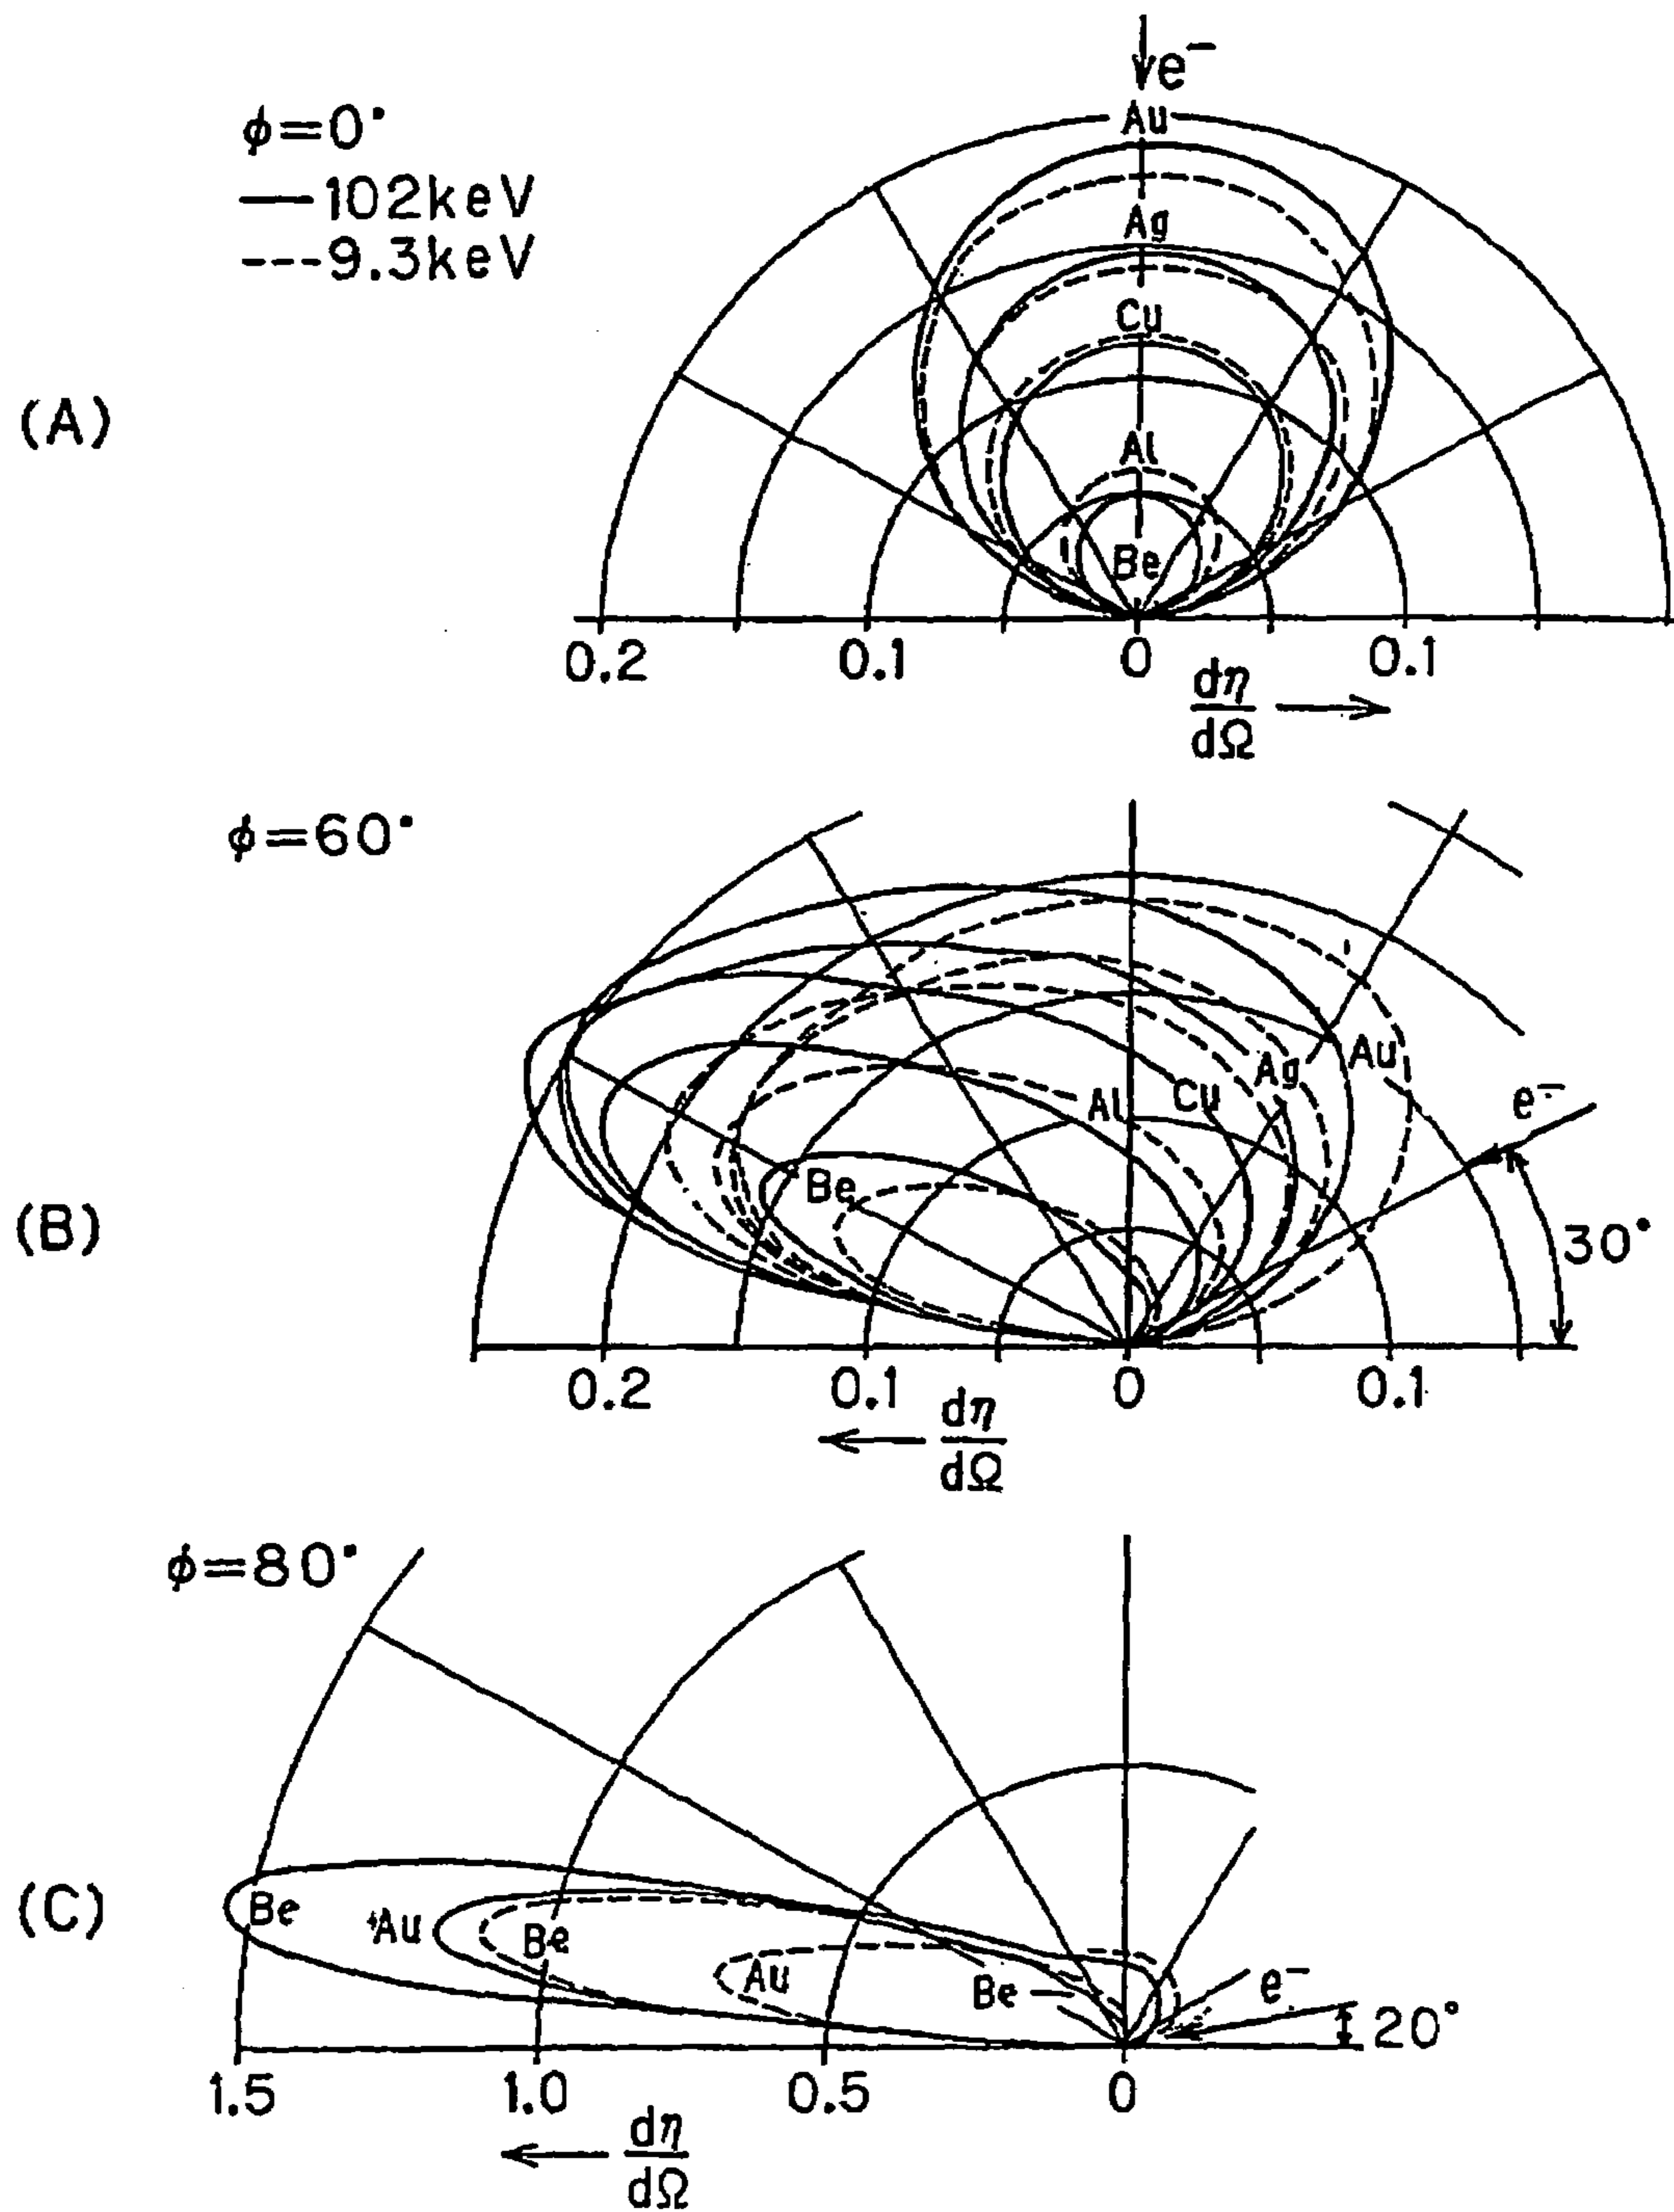 e⁻
ϕ=0°
—102keV
---9.3keV
Au
Ag
Cu
Al
Be
(A)
0.2 0.1 0 0.1
dη
dΩ
ϕ=60°
Au
Ag
Cu
Al
Be
e⁻
30°
(B)
0.2 0.1 0 0.1
dη
dΩ
ϕ=80°
(C)
Be Au Be Au Be e⁻
20°
1.5 1.0 0.5 0
dη
dΩ